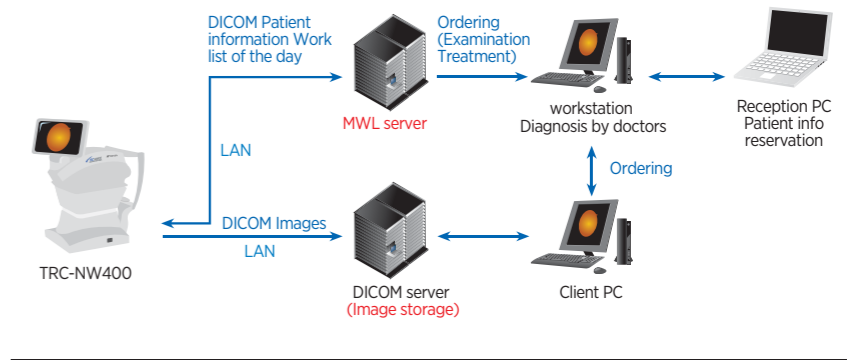 DICOM Patient
information Work
list of the day
Ordering
(Examination
Treatment)
MWL server
workstation
Diagnosis by doctors
Reception PC
Patient info
reservation
LAN
Ordering
DICOM Images
LAN
TRC-NW400
DICOM server
(Image storage)
Client PC